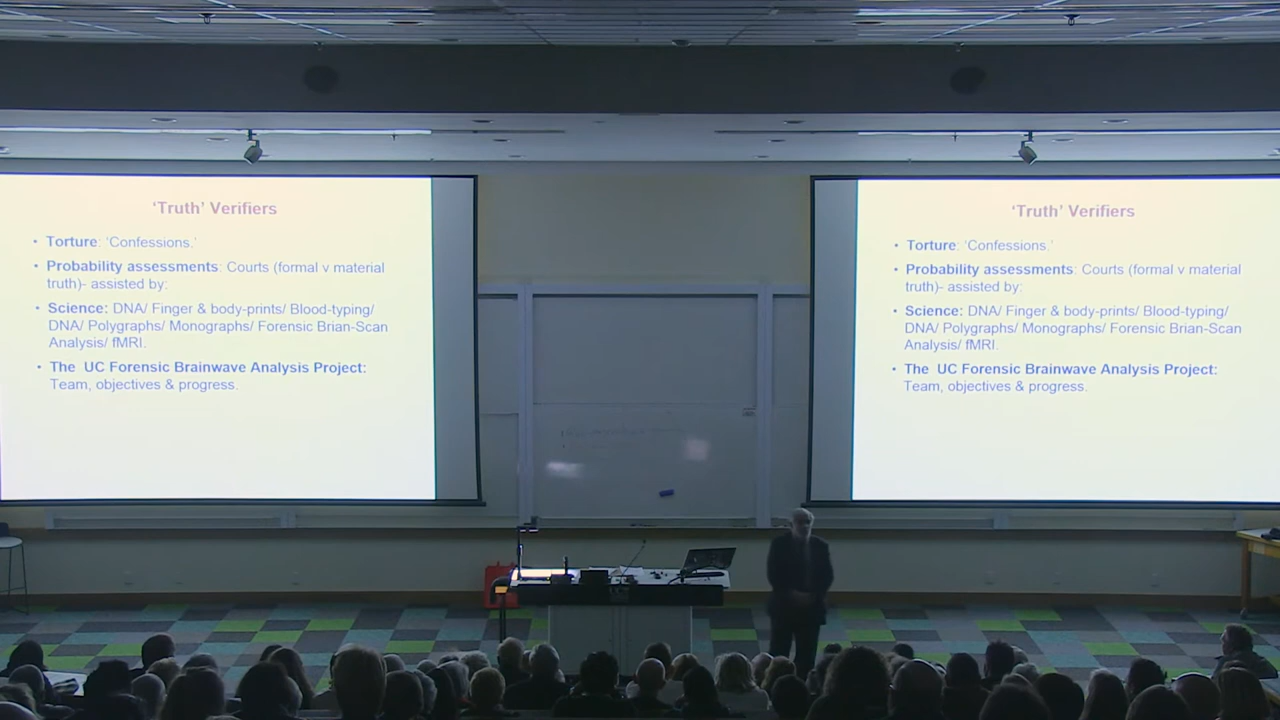 ‘Truth’ Verifiers
• Torture: ‘Confessions.’
• Probability assessments: Courts (formal v material
truth)- assisted by:
• Science: DNA/ Finger & body-prints/ Blood-typing/
DNA/ Polygraphs/ Monographs/ Forensic Brian-Scan
Analysis/ fMRI.
• The UC Forensic Brainwave Analysis Project:
Team, objectives & progress.
‘Truth’ Verifiers
• Torture: ‘Confessions.’
• Probability assessments: Courts (formal v material
truth)- assisted by:
• Science: DNA/ Finger & body-prints/ Blood-typing/
DNA/ Polygraphs/ Monographs/ Forensic Brian-Scan
Analysis/ fMRI.
• The UC Forensic Brainwave Analysis Project:
Team, objectives & progress.